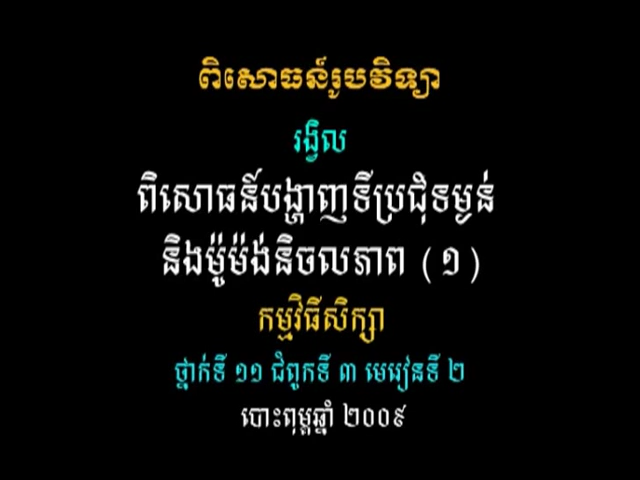 ពិសោធន៍រូបវិទ្យា
រង្វិល
ពិសោធន៍បង្ហាញទីប្រជុំទម្ងន់
និងម៉ូម៉ង់និចលភាព (១)
កម្មវិធីសិក្សា
ថ្នាក់ទី ១១ ជំពូកទី ៣ មេរៀនទី ២
បោះពុម្ពឆ្នាំ ២០០៩